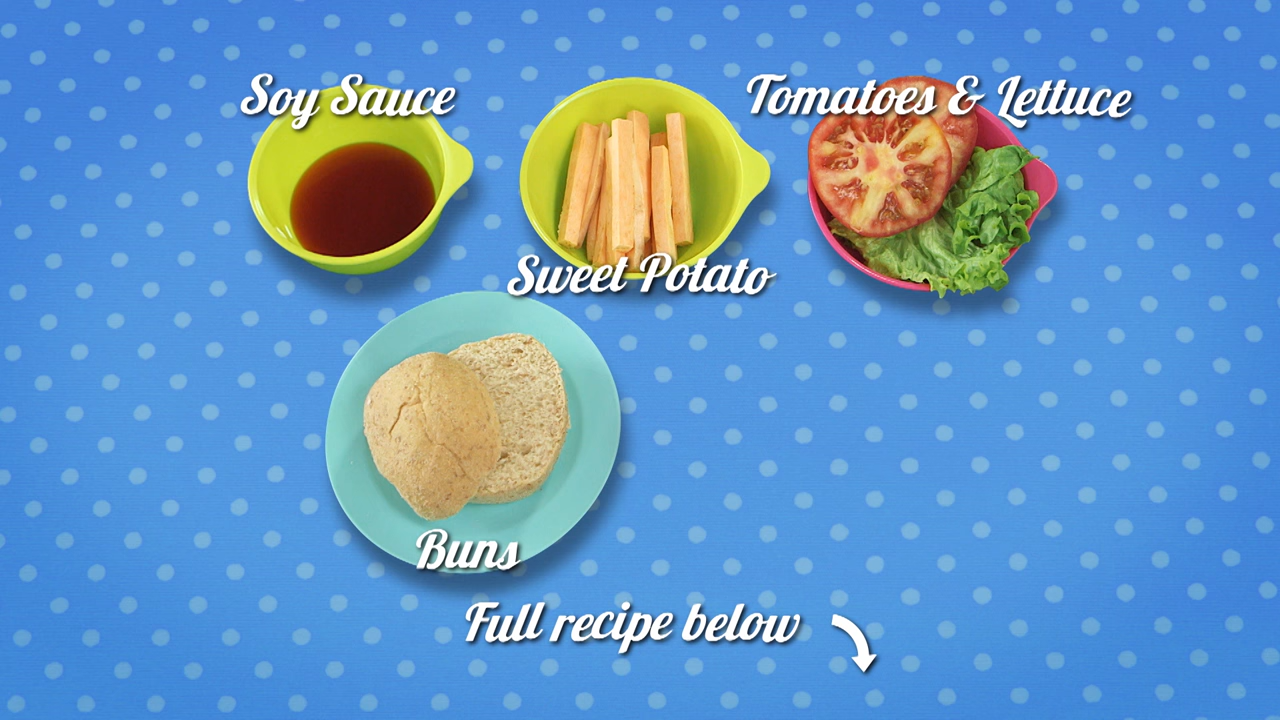 Soy Sauce
Tomatoes & Lettuce
Sweet Potato
Buns
Full recipe below